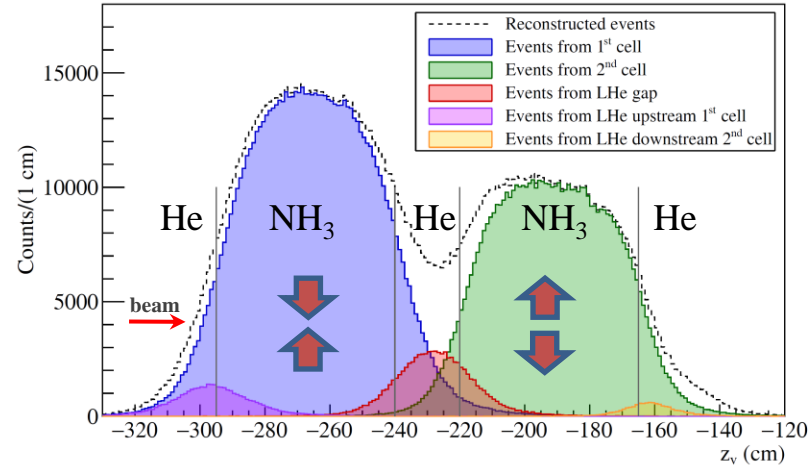 Reconstructed events
Events from 1st cell
Events from 2nd cell
Events from LHe gap
Events from LHe upstream 1st cell
Events from LHe downstream 2nd cell
Counts/(1 cm)
15000
10000
5000
0
He NH₃ He NH₃ He
beam
−320 −300 −280 −260 −240 −220 −200 −180 −160 −140 −120
zᵥ (cm)